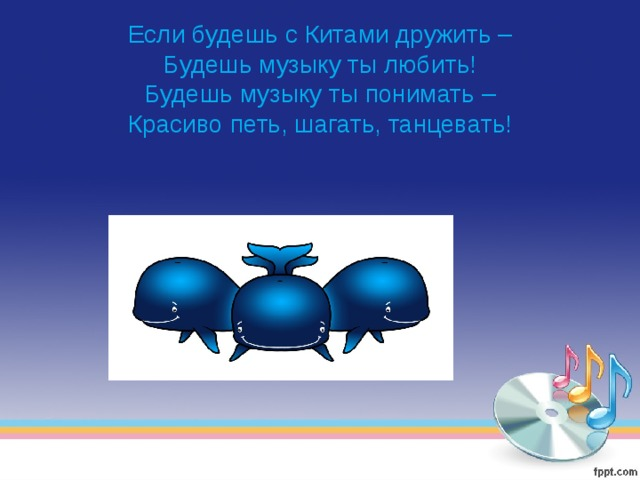 Если будешь с Китами дружить –
Будешь музыку ты любить!
Будешь музыку ты понимать –
Красиво петь, шагать, танцевать!
fppt.com